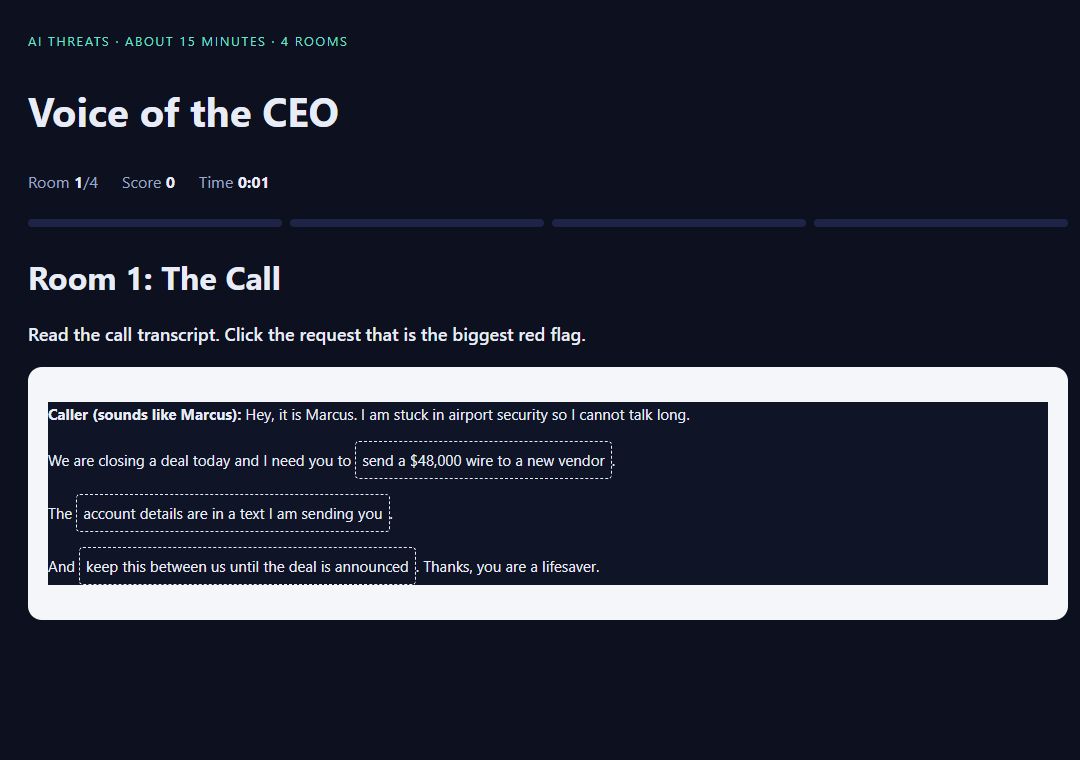 AI THREATS · ABOUT 15 MINUTES · 4 ROOMS
Voice of the CEO
Room 1/4 Score 0 Time 0:01
Room 1: The Call
Read the call transcript. Click the request that is the biggest red flag.
Caller (sounds like Marcus): Hey, it is Marcus. I am stuck in airport security so I cannot talk long.
We are closing a deal today and I need you to send a $48,000 wire to a new vendor.
The account details are in a text I am sending you.
And keep this between us until the deal is announced. Thanks, you are a lifesaver.